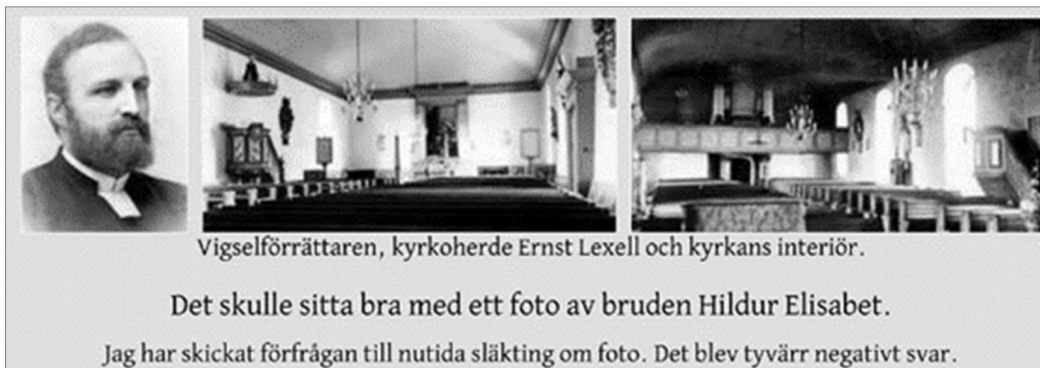 Vigselförrättaren, kyrkoherde Ernst Lexell och kyrkans interiör.
Det skulle sitta bra med ett foto av bruden Hildur Elisabet.
Jag har skickat förfrågan till nutida släkting om foto. Det blev tyvärr negativt svar.